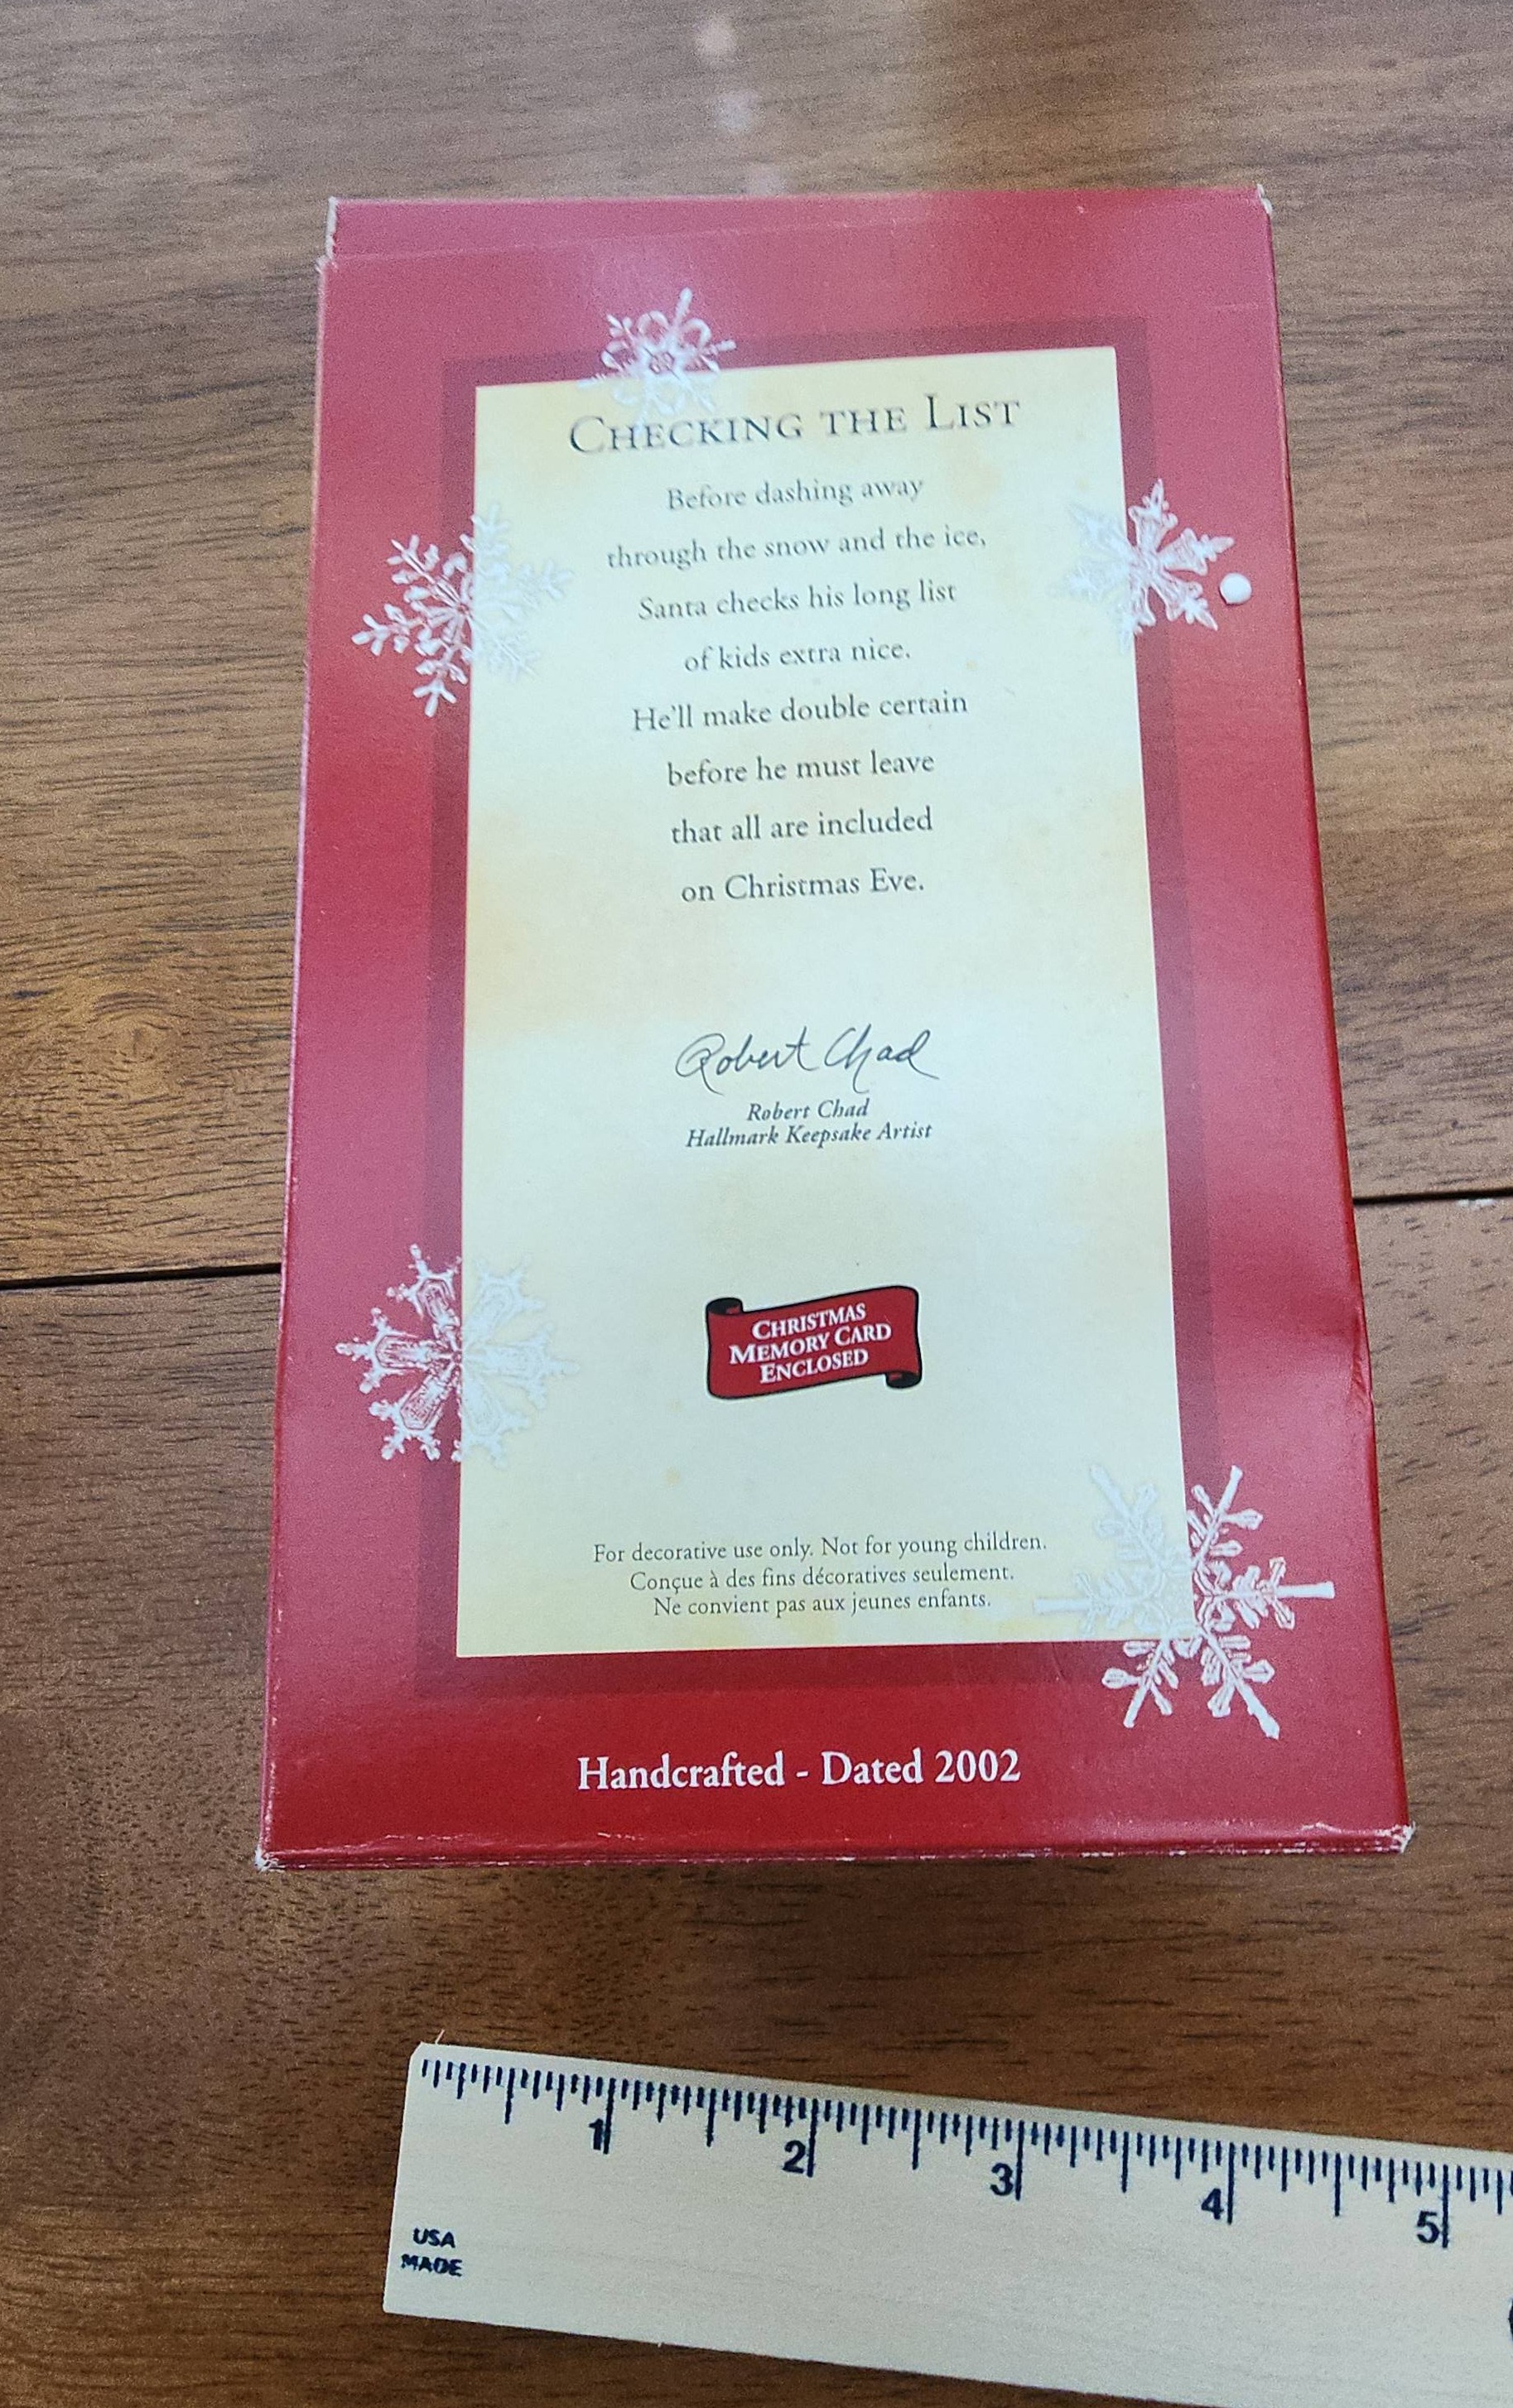 CHECKING THE LIST
Before dashing away
through the snow and the ice,
Santa checks his long list
of kids extra nice.
He'll make double certain
before he must leave
that all are included
on Christmas Eve.
Robert Chad
Robert Chad
Hallmark Keepsake Artist
CHRISTMAS
MEMORY CARD
ENCLOSED
For decorative use only. Not for young children.
Conçue à des fins décoratives seulement.
Ne convient pas aux jeunes enfants.
Handcrafted - Dated 2002
1 2 3 4 5
USA
MADE